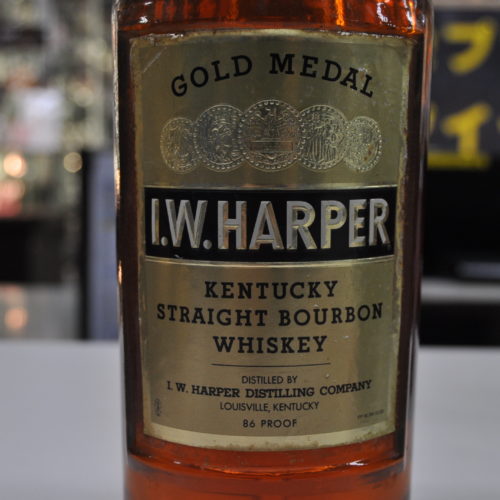 GOLD MEDAL
I.W. HARPER
KENTUCKY
STRAIGHT BOURBON
WHISKEY
DISTILLED BY
I. W. HARPER DISTILLING COMPANY
LOUISVILLE, KENTUCKY
86 PROOF